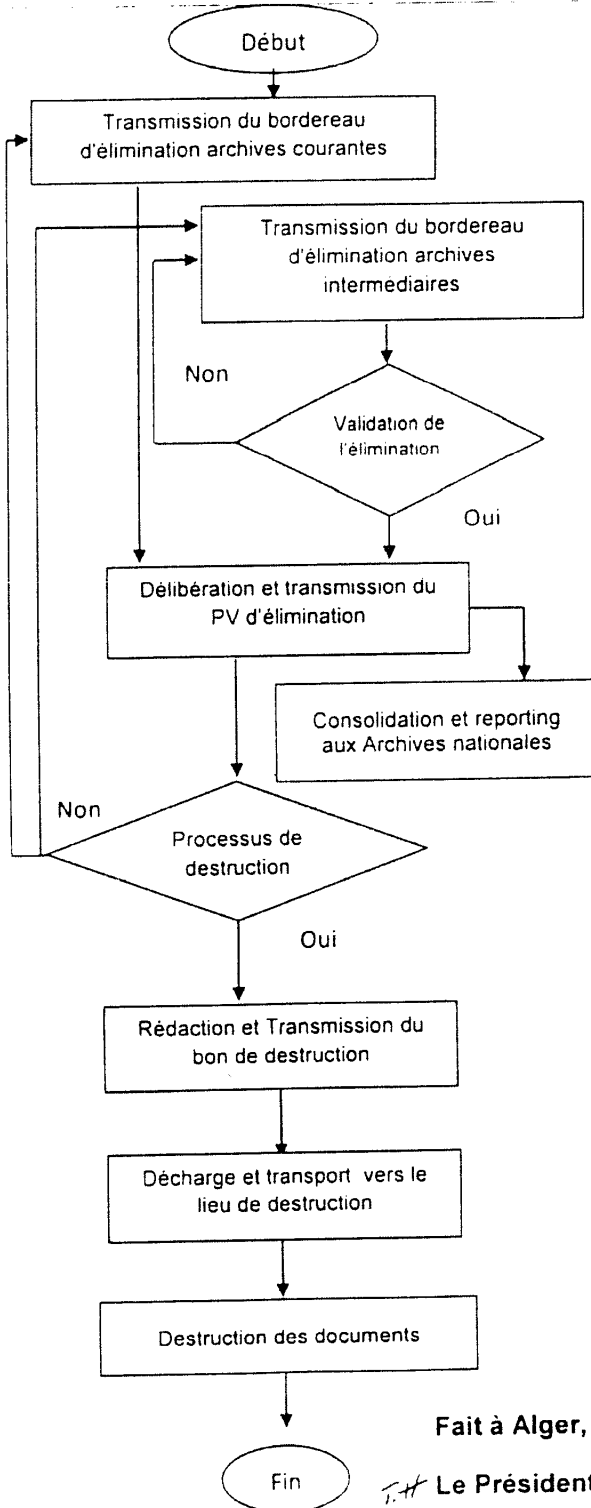 Début
Transmission du bordereau
d'élimination archives courantes
Transmission du bordereau
d'élimination archives
intermédiaires
Non
Validation de
l'élimination
Oui
Délibération et transmission du
PV d'élimination
Consolidation et reporting
aux Archives nationales
Non
Processus de
destruction
Oui
Rédaction et Transmission du
bon de destruction
Décharge et transport vers le
lieu de destruction
Destruction des documents
Fait à Alger,
Fin
Le Président